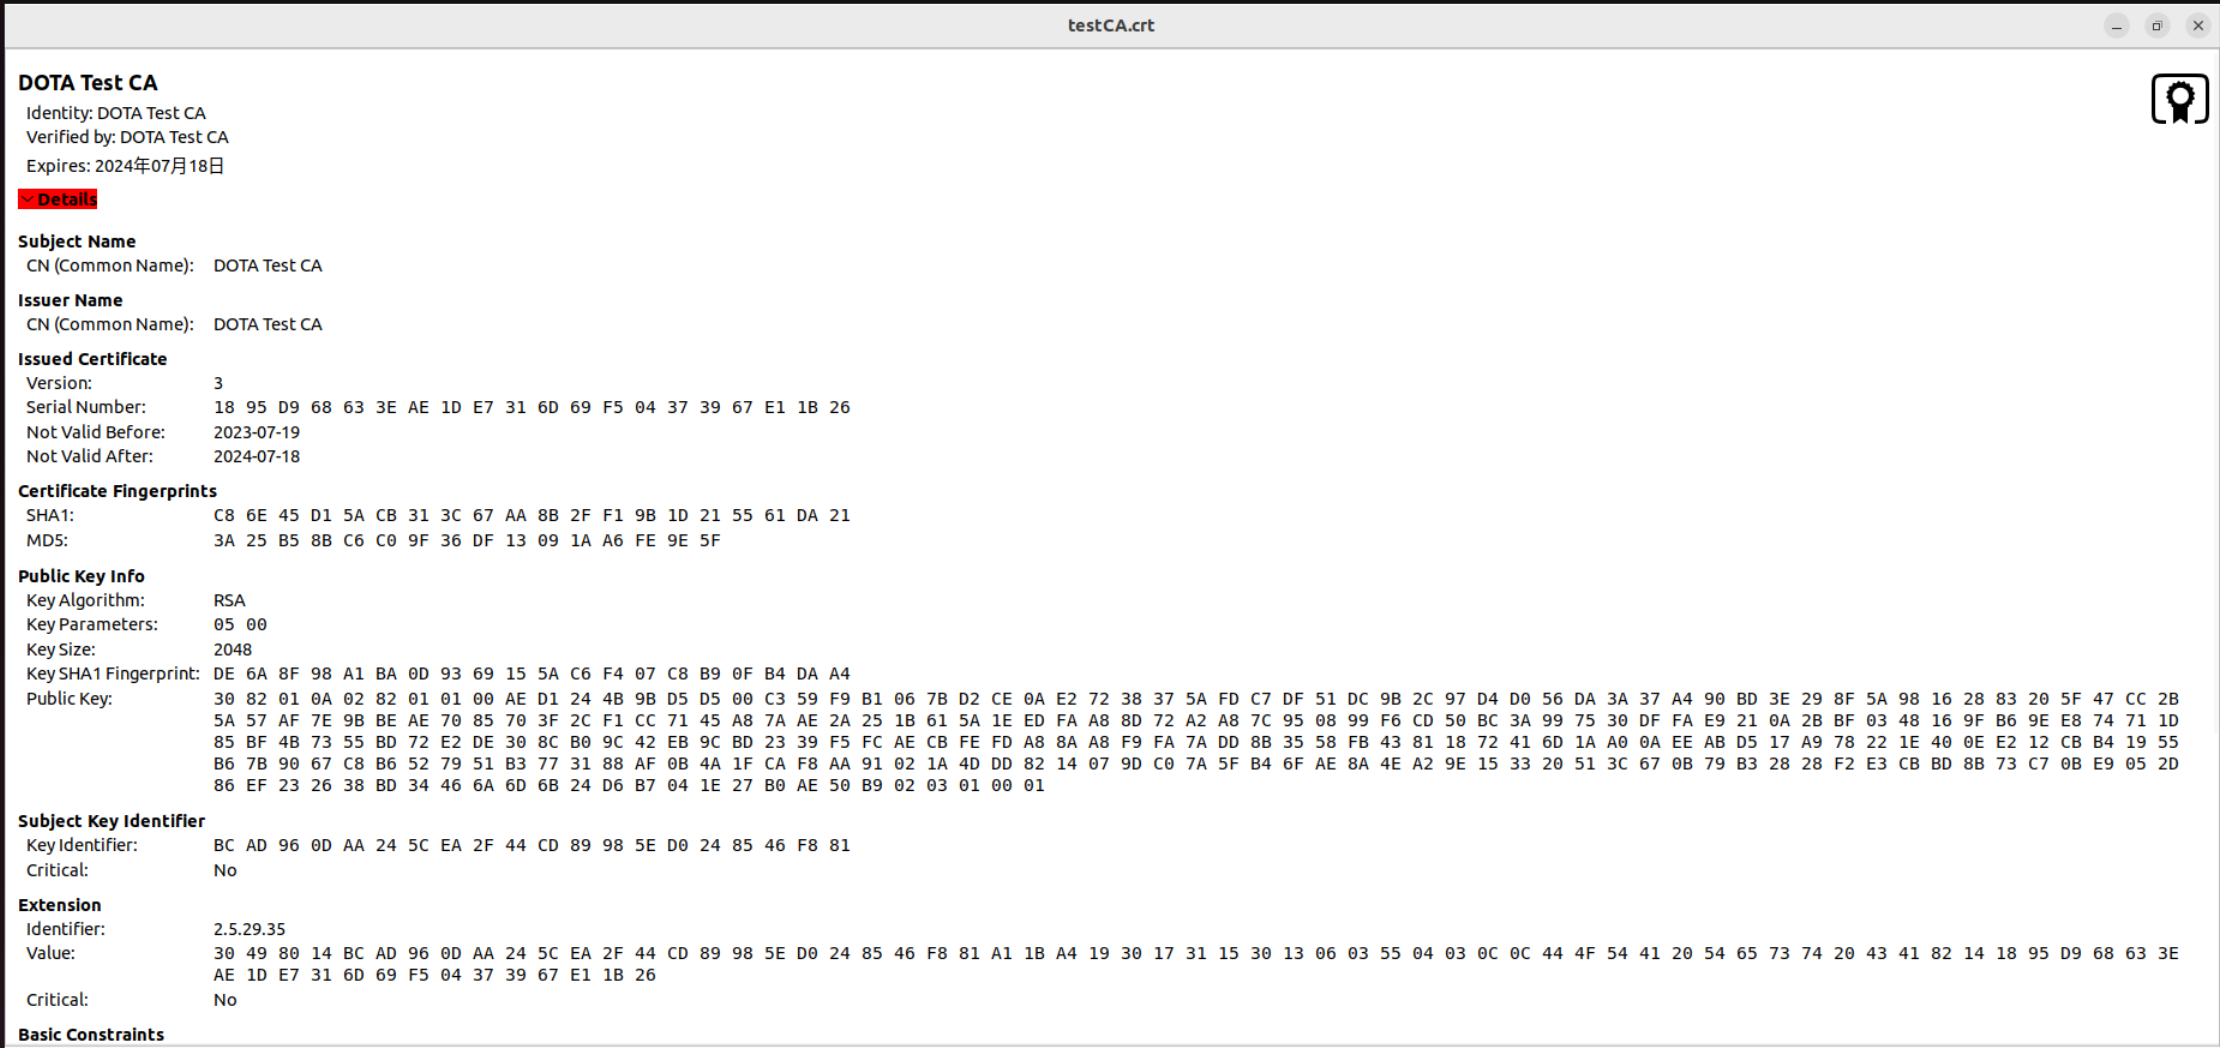 testCA.crt
DOTA Test CA
Identity: DOTA Test CA
Verified by: DOTA Test CA
Expires: 2024年07月18日
Details
Subject Name
CN (Common Name): DOTA Test CA
Issuer Name
CN (Common Name): DOTA Test CA
Issued Certificate
Version: 3
Serial Number: 18 95 D9 68 63 3E AE 1D E7 31 6D 69 F5 04 37 39 67 E1 1B 26
Not Valid Before: 2023-07-19
Not Valid After: 2024-07-18
Certificate Fingerprints
SHA1: C8 6E 45 D1 5A CB 31 3C 67 AA 8B 2F F1 9B 1D 21 55 61 DA 21
MD5: 3A 25 B5 8B C6 C0 9F 36 DF 13 09 1A A6 FE 9E 5F
Public Key Info
Key Algorithm: RSA
Key Parameters: 05 00
Key Size: 2048
Key SHA1 Fingerprint: DE 6A 8F 98 A1 BA 0D 93 69 15 5A C6 F4 07 C8 B9 0F B4 DA A4
Public Key: 30 82 01 0A 02 82 01 01 00 AE D1 24 4B 9B D5 D5 00 C3 59 F9 B1 06 7B D2 CE 0A E2 72 38 37 5A FD C7 DF 51 DC 9B 2C 97 D4 D0 56 DA 3A 37 A4 90 BD 3E 29 8F 5A 98 16 28 83 20 5F 47 CC 2B
5A 57 AF 7E 9B BE AE 70 85 70 3F 2C F1 CC 71 45 A8 7A AE 2A 25 1B 61 5A 1E ED FA A8 8D 72 A2 A8 7C 95 08 99 F6 CD 50 BC 3A 99 75 30 DF FA E9 21 0A 2B BF 03 48 16 9F B6 9E E8 74 71 1D
85 BF 4B 73 55 BD 72 E2 DE 30 8C B0 9C 42 EB 9C BD 23 39 F5 FC AE CB FE FD A8 8A A8 F9 FA 7A DD 8B 35 58 FB 43 81 18 72 41 6D 1A A0 0A EE AB D5 17 A9 78 22 1E 40 0E E2 12 CB B4 19 55
B6 7B 90 67 C8 B6 52 79 51 B3 77 31 88 AF 0B 4A 1F CA F8 AA 91 02 1A 4D DD 82 14 07 9D C0 7A 5F B4 6F AE 8A 4E A2 9E 15 33 20 51 3C 67 0B 79 B3 28 28 F2 E3 CB BD 8B 73 C7 0B E9 05 2D
86 EF 23 26 38 BD 34 46 6A 6D 6B 24 D6 B7 04 1E 27 B0 AE 50 B9 02 03 01 00 01
Subject Key Identifier
Key Identifier: BC AD 96 0D AA 24 5C EA 2F 44 CD 89 98 5E D0 24 85 46 F8 81
Critical: No
Extension
Identifier: 2.5.29.35
Value: 30 49 80 14 BC AD 96 0D AA 24 5C EA 2F 44 CD 89 98 5E D0 24 85 46 F8 81 A1 1B A4 19 30 17 31 15 30 13 06 03 55 04 03 0C 0C 44 4F 54 41 20 54 65 73 74 20 43 41 82 14 18 95 D9 68 63 3E
AE 1D E7 31 6D 69 F5 04 37 39 67 E1 1B 26
Critical: No
Basic Constraints